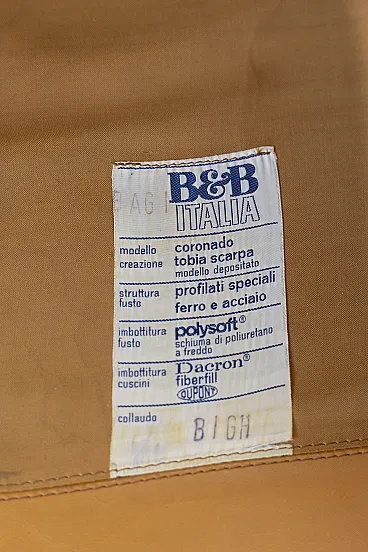 B&B
ITALIA
modello coronado
creazione tobia scarpa
modello depositato
struttura profilati speciali
fusto ferro e acciaio
imbottitura polysoft®
fusto schiuma di poliuretano
a freddo
imbottitura Dacron®
cuscini fiberfill
DUPONT
collaudo